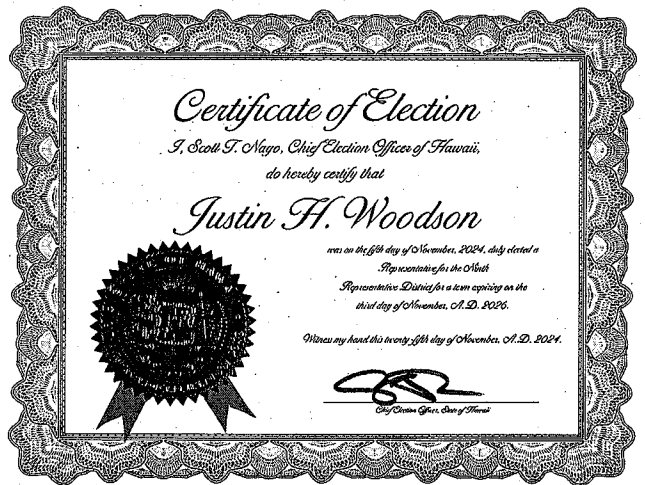 Certificate of Election
I, Scott T. Nago, Chief Election Officer of Hawaii,
do hereby certify that
Justin H. Woodson
was on the fifth day of November, 2024, duly elected a
Representative for the Ninth
Representative District for a term expiring on the
third day of November, A.D. 2026.
Witness my hand this twenty fifth day of November, A.D. 2024.
Chief Election Officer, State of Hawaii